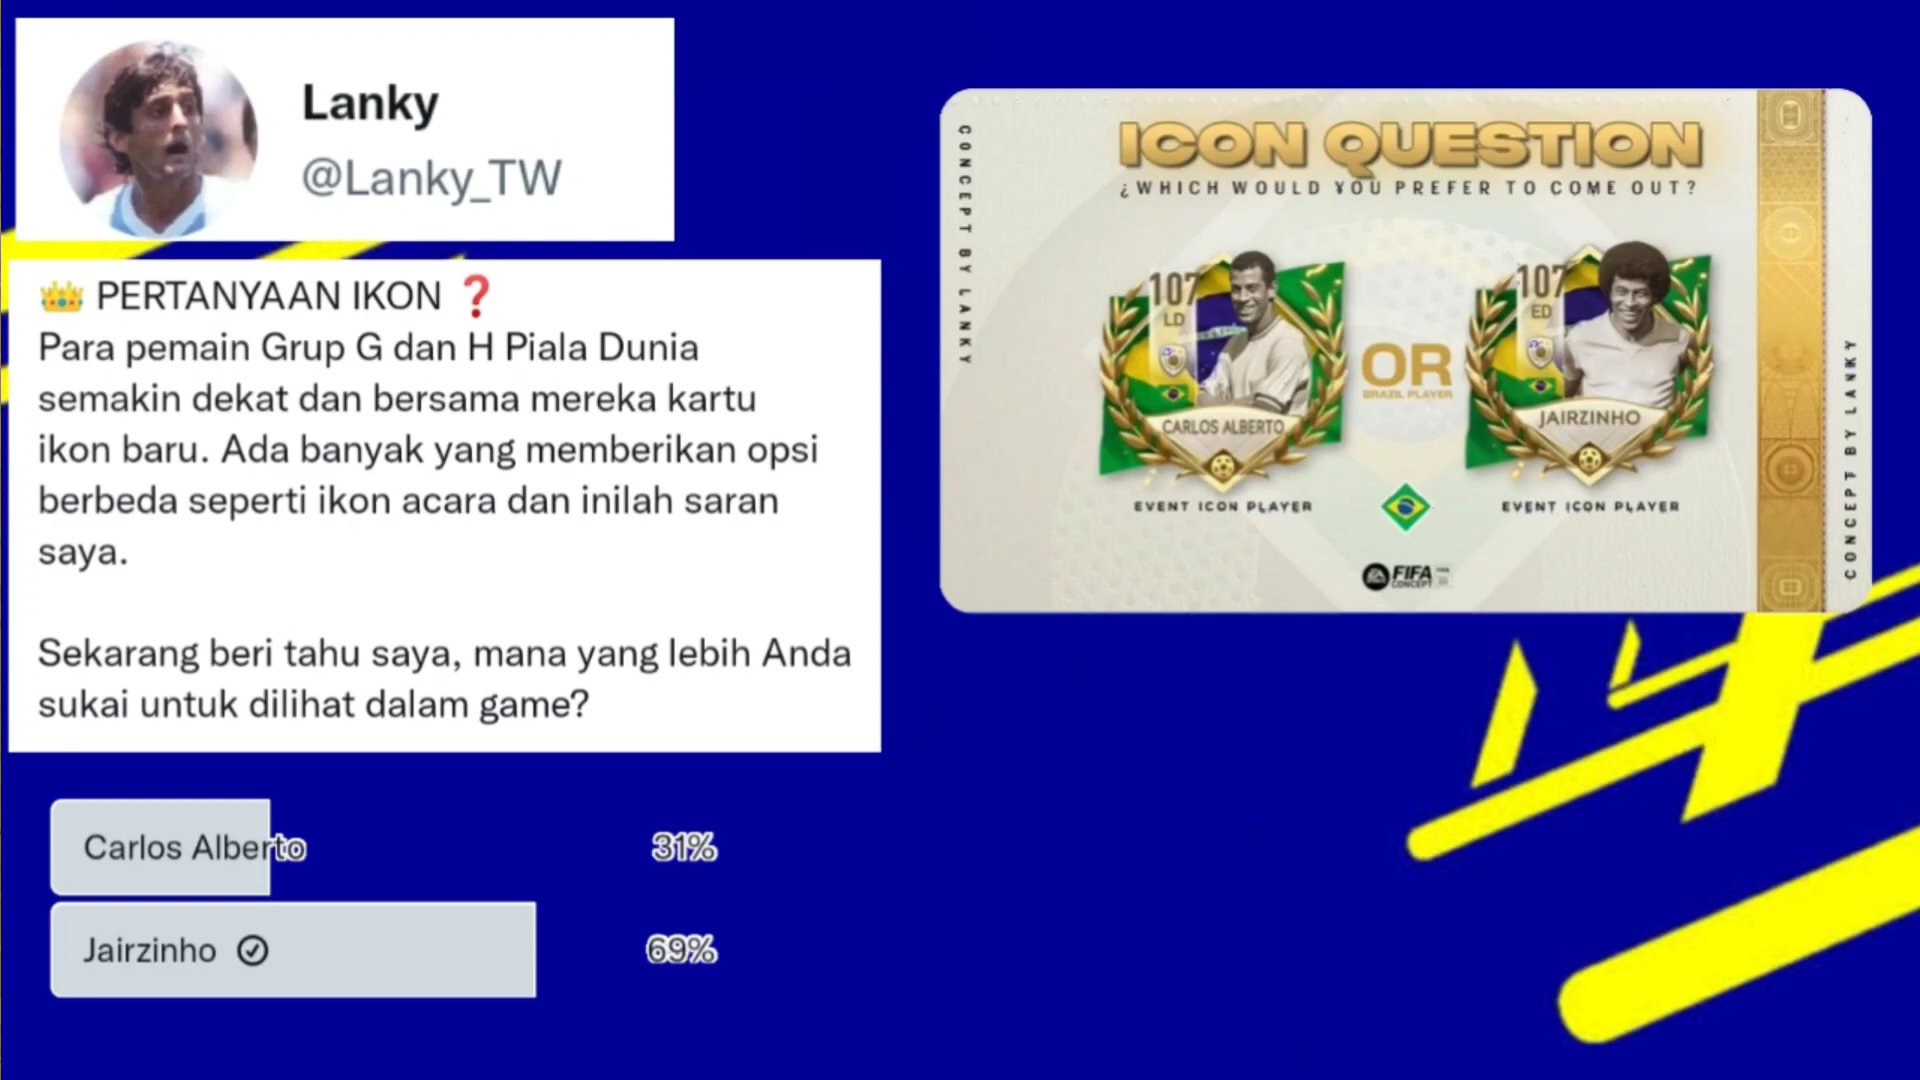 Lanky
@Lanky_TW
👑 PERTANYAAN IKON ❓
Para pemain Grup G dan H Piala Dunia
semakin dekat dan bersama mereka kartu
ikon baru. Ada banyak yang memberikan opsi
berbeda seperti ikon acara dan inilah saran
saya.
Sekarang beri tahu saya, mana yang lebih Anda
sukai untuk dilihat dalam game?
Carlos Alberto 31%
Jairzinho 69%
CONCEPT BY LANKY
ICON QUESTION
¿WHICH WOULD YOU PREFER TO COME OUT?
107
LD
CARLOS ALBERTO
EVENT ICON PLAYER
OR
BRAZIL PLAYER
107
ED
JAIRZINHO
EVENT ICON PLAYER
EA FIFA
CONCEPT
CONCEPT BY LANKY